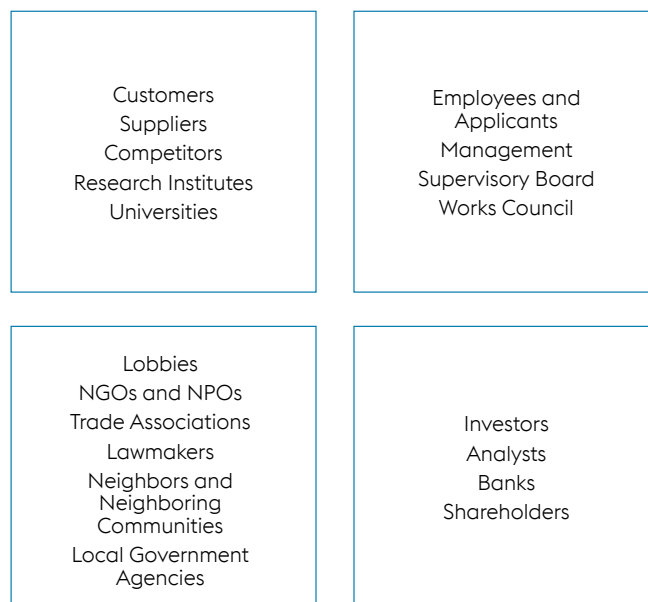 Customers
Suppliers
Competitors
Research Institutes
Universities
Employees and
Applicants
Management
Supervisory Board
Works Council
Lobbies
NGOs and NPOs
Trade Associations
Lawmakers
Neighbors and
Neighboring
Communities
Local Government
Agencies
Investors
Analysts
Banks
Shareholders